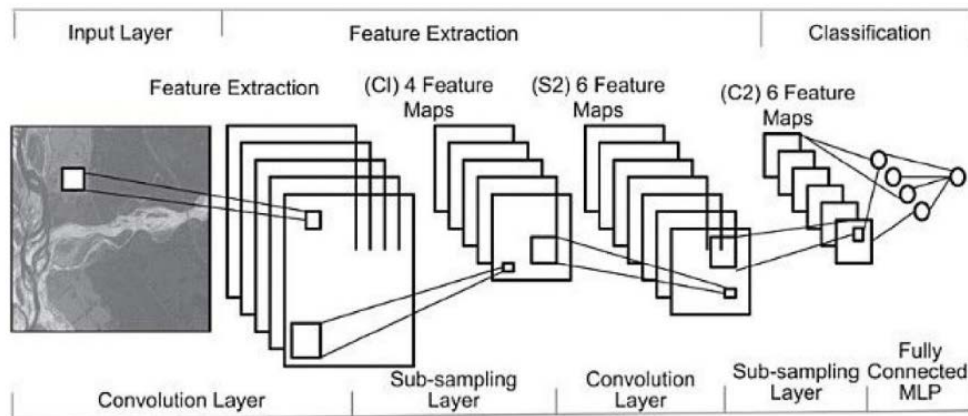 Input Layer
Feature Extraction
Classification
Feature Extraction
(CI) 4 Feature
Maps
(S2) 6 Feature
Maps
(C2) 6 Feature
Maps
Convolution Layer
Sub-sampling
Layer
Convolution
Layer
Sub-sampling
Layer
Fully
Connected
MLP